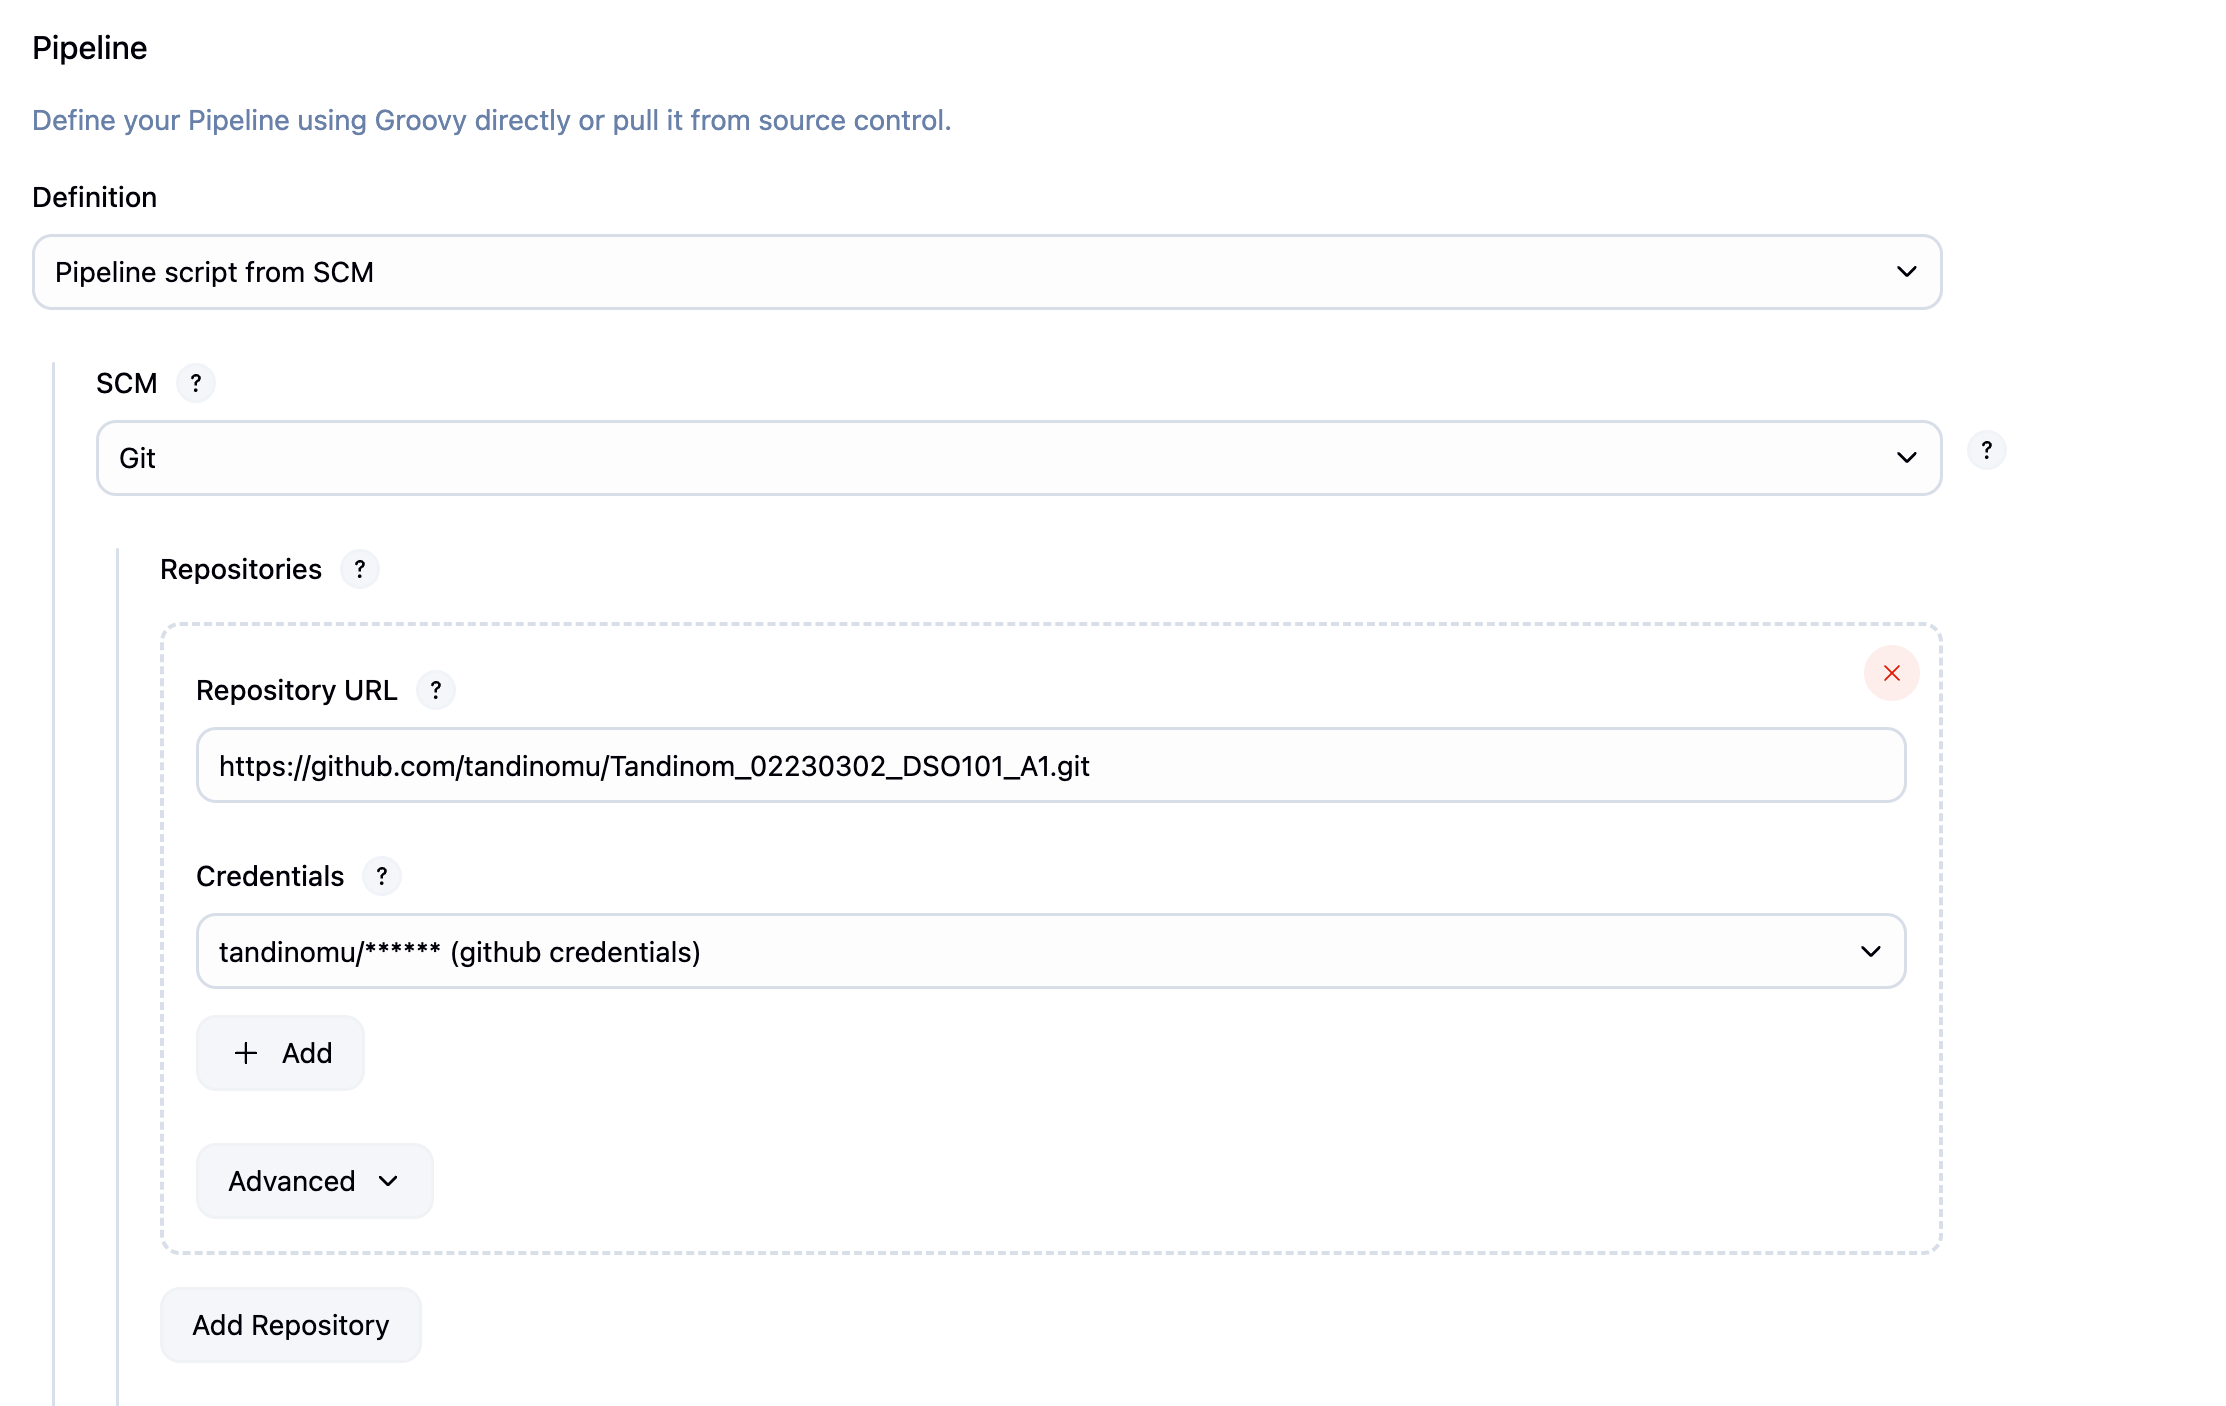 Pipeline
Define your Pipeline using Groovy directly or pull it from source control.
Definition
Pipeline script from SCM
SCM ?
Git
?
Repositories ?
Repository URL ?
https://github.com/tandinomu/Tandinom_02230302_DSO101_A1.git
Credentials ?
tandinomu/****** (github credentials)
+ Add
Advanced
Add Repository